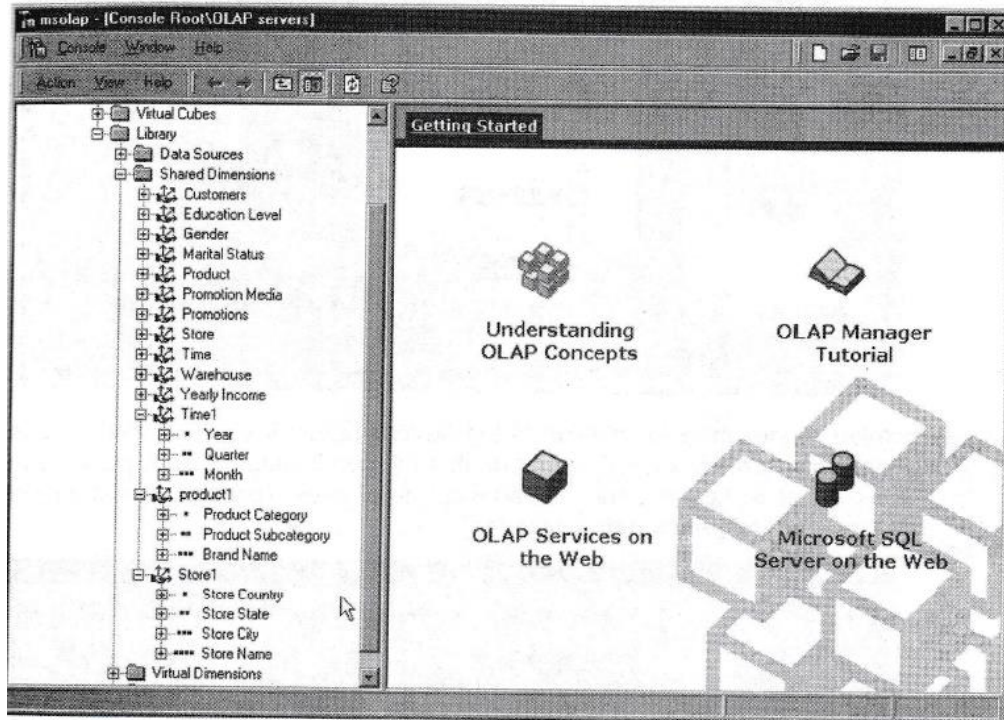 msolap - [Console Root\OLAP servers]
Console Window Help
Action View Help
Virtual Cubes
Library
Data Sources
Shared Dimensions
Customers
Education Level
Gender
Marital Status
Product
Promotion Media
Promotions
Store
Time
Warehouse
Yearly Income
Time1
Year
Quarter
Month
product1
Product Category
Product Subcategory
Brand Name
Store1
Store Country
Store State
Store City
Store Name
Virtual Dimensions
Getting Started
Understanding
OLAP Concepts
OLAP Manager
Tutorial
OLAP Services on
the Web
Microsoft SQL
Server on the Web